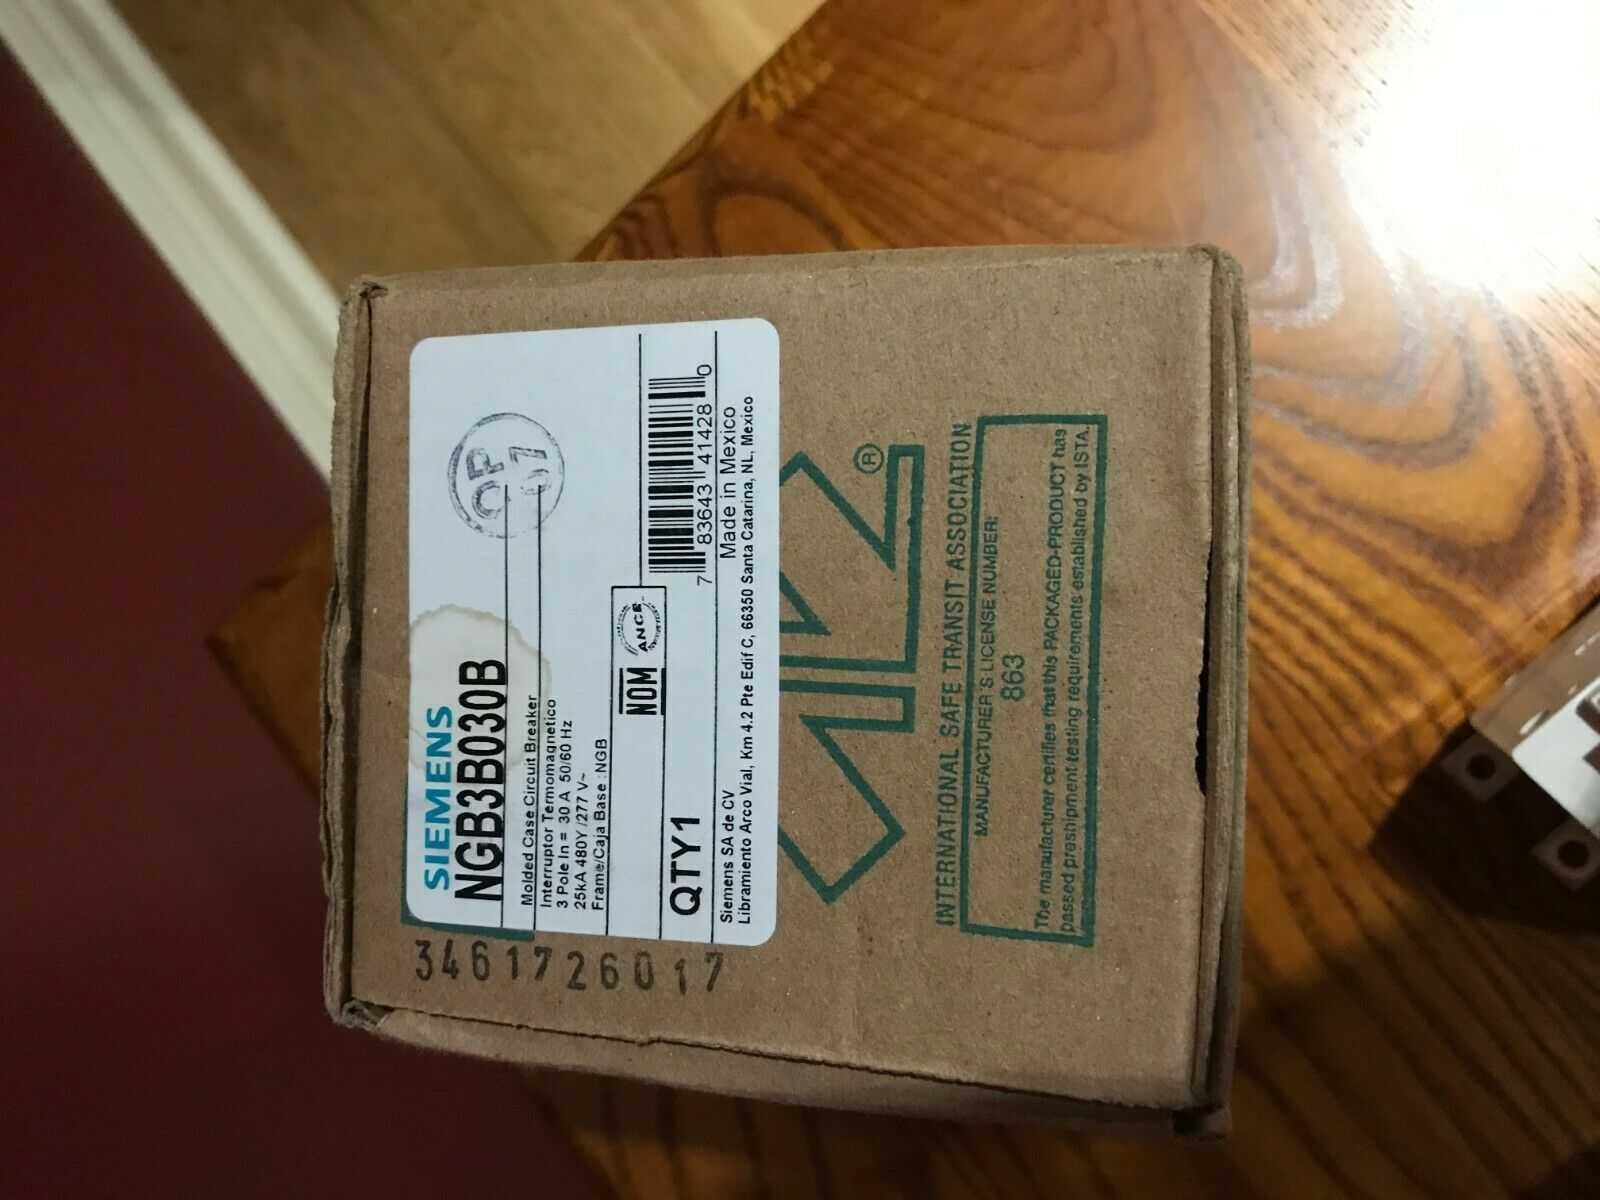 SIEMENS
NGB3B030B
OP
57
Molded Case Circuit Breaker
Interruptor Termomagnetico
3 Pole In = 30 A 50/60 Hz
25kA 480Y /277 V~
Frame/Caja Base : NGB
NOM
ANCE
QTY1
7 83643 41428 0
Siemens SA de CV
Made in Mexico
Libramiento Arco Vial, Km 4.2 Pte Edif C, 66350 Santa Catarina, NL, Mexico
3461726017
®
INTERNATIONAL SAFE TRANSIT ASSOCIATION
MANUFACTURER S LICENSE NUMBER:
863
The manufacturer certifies that this PACKAGED-PRODUCT has
passed preshipment testing requirements established by ISTA.